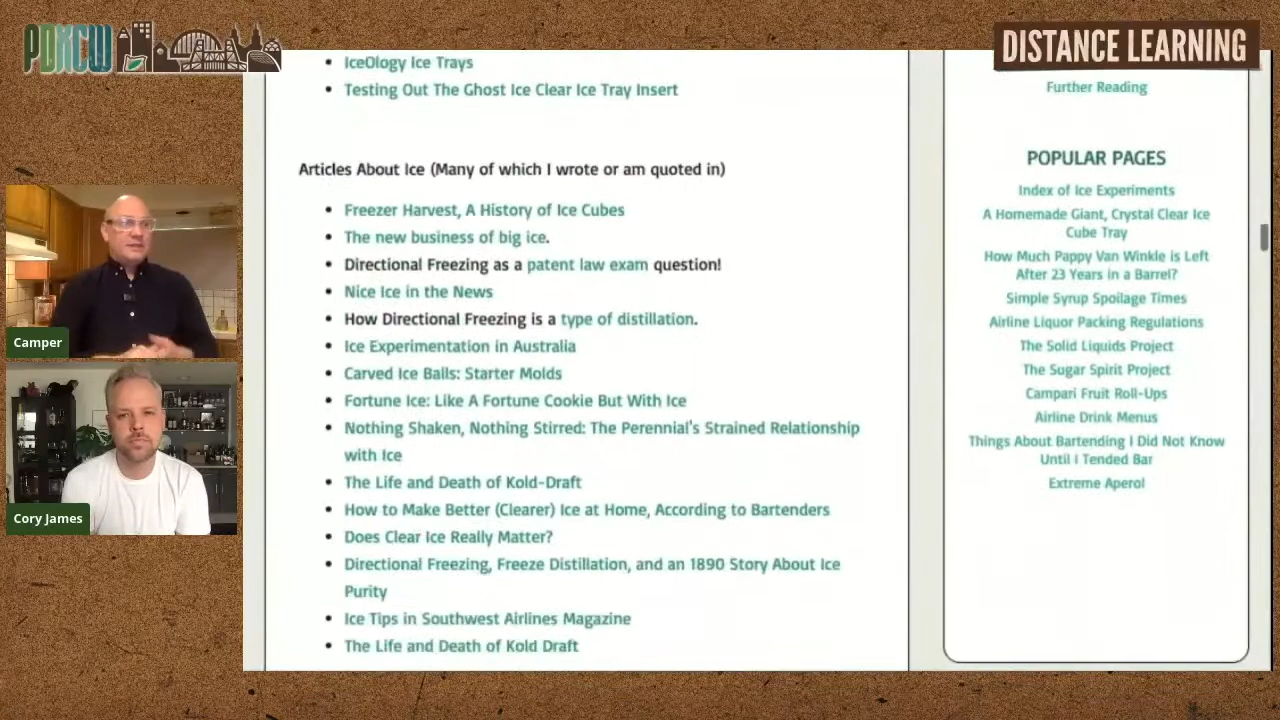 PDXCW
DISTANCE LEARNING
IceOlogy Ice Trays
Testing Out The Ghost Ice Clear Ice Tray Insert
Articles About Ice (Many of which I wrote or am quoted in)
Freezer Harvest, A History of Ice Cubes
The new business of big ice.
Directional Freezing as a patent law exam question!
Nice Ice in the News
How Directional Freezing is a type of distillation.
Ice Experimentation in Australia
Carved Ice Balls: Starter Molds
Fortune Ice: Like A Fortune Cookie But With Ice
Nothing Shaken, Nothing Stirred: The Perennial's Strained Relationship
with Ice
The Life and Death of Kold-Draft
How to Make Better (Clearer) Ice at Home, According to Bartenders
Does Clear Ice Really Matter?
Directional Freezing, Freeze Distillation, and an 1890 Story About Ice
Purity
Ice Tips in Southwest Airlines Magazine
The Life and Death of Kold Draft
Further Reading
POPULAR PAGES
Index of Ice Experiments
A Homemade Giant, Crystal Clear Ice
Cube Tray
How Much Pappy Van Winkle is Left
After 23 Years in a Barrel?
Simple Syrup Spoilage Times
Airline Liquor Packing Regulations
The Solid Liquids Project
The Sugar Spirit Project
Campari Fruit Roll-Ups
Airline Drink Menus
Things About Bartending I Did Not Know
Until I Tended Bar
Extreme Aperol
Camper
Cory James